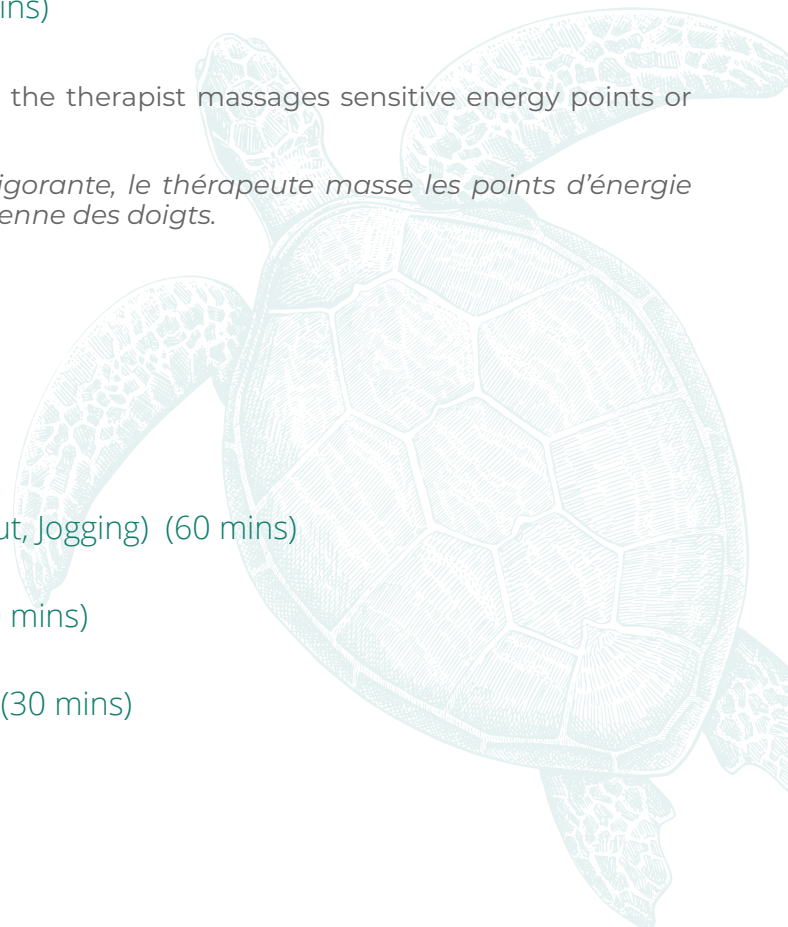 ins)
the therapist massages sensitive energy points or
igorante, le thérapeute masse les points d’énergie
enne des doigts.
ut, Jogging) (60 mins)
mins)
(30 mins)